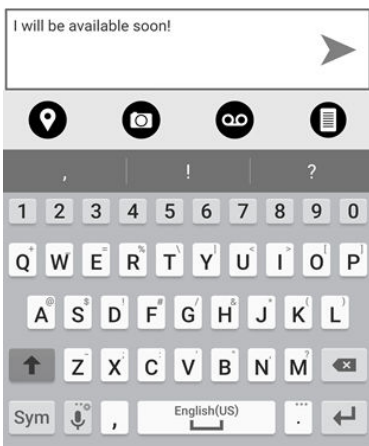 I will be available soon!
, ! ?
1 2 3 4 5 6 7 8 9 0
Q + W E = R % T \ Y | U < I > O [ P ]
A @ S $ D ! F # G / H & J * K ( L )
Z - X : C ; V B N M ?
Sym , English(US) .